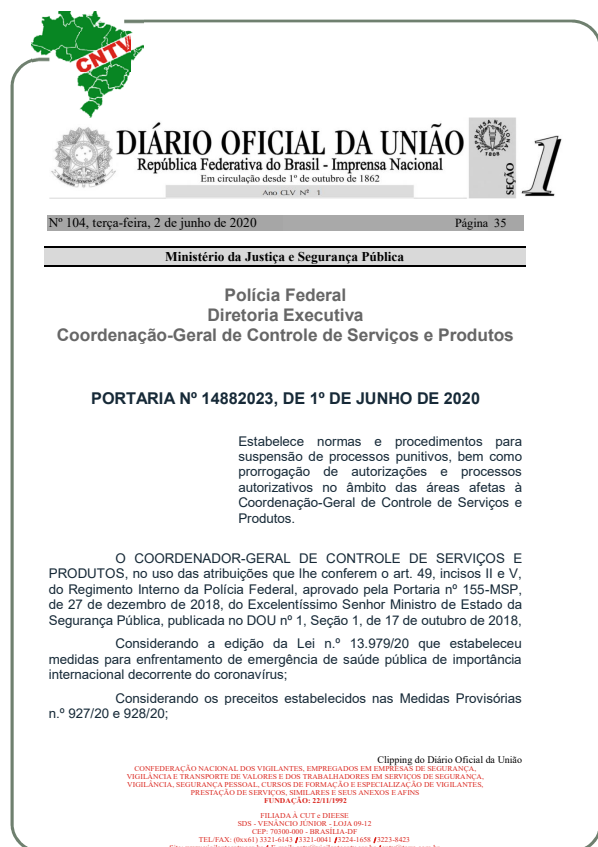 CNTV
DIÁRIO OFICIAL DA UNIÃO
República Federativa do Brasil - Imprensa Nacional
Em circulação desde 1º de outubro de 1862
Ano CLV Nº 1
IMPRENSA NACIONAL
1808
SEÇÃO
1
Nº 104, terça-feira, 2 de junho de 2020 Página 35
Ministério da Justiça e Segurança Pública
Polícia Federal
Diretoria Executiva
Coordenação-Geral de Controle de Serviços e Produtos
PORTARIA Nº 14882023, DE 1º DE JUNHO DE 2020
Estabelece normas e procedimentos para
suspensão de processos punitivos, bem como
prorrogação de autorizações e processos
autorizativos no âmbito das áreas afetas à
Coordenação-Geral de Controle de Serviços e
Produtos.
O COORDENADOR-GERAL DE CONTROLE DE SERVIÇOS E
PRODUTOS, no uso das atribuições que lhe conferem o art. 49, incisos II e V,
do Regimento Interno da Polícia Federal, aprovado pela Portaria nº 155-MSP,
de 27 de dezembro de 2018, do Excelentíssimo Senhor Ministro de Estado da
Segurança Pública, publicada no DOU nº 1, Seção 1, de 17 de outubro de 2018,
Considerando a edição da Lei n.º 13.979/20 que estabeleceu
medidas para enfrentamento de emergência de saúde pública de importância
internacional decorrente do coronavírus;
Considerando os preceitos estabelecidos nas Medidas Provisórias
n.º 927/20 e 928/20;
Clipping do Diário Oficial da União
CONFEDERAÇÃO NACIONAL DOS VIGILANTES, EMPREGADOS EM EMPRESAS DE SEGURANÇA,
VIGILÂNCIA E TRANSPORTE DE VALORES E DOS TRABALHADORES EM SERVIÇOS DE SEGURANÇA,
VIGILÂNCIA, SEGURANÇA PESSOAL, CURSOS DE FORMAÇÃO E ESPECIALIZAÇÃO DE VIGILANTES,
PRESTAÇÃO DE SERVIÇOS, SIMILARES E SEUS ANEXOS E AFINS
FUNDAÇÃO: 22/11/1992
FILIADA À CUT e DIEESE
SDS - VENÂNCIO JÚNIOR - LOJA 09-12
CEP: 70300-000 - BRASÍLIA-DF
TEL/FAX: (0xx61) 3321-6143 /3321-0041 /3224-1658 /3223-8423